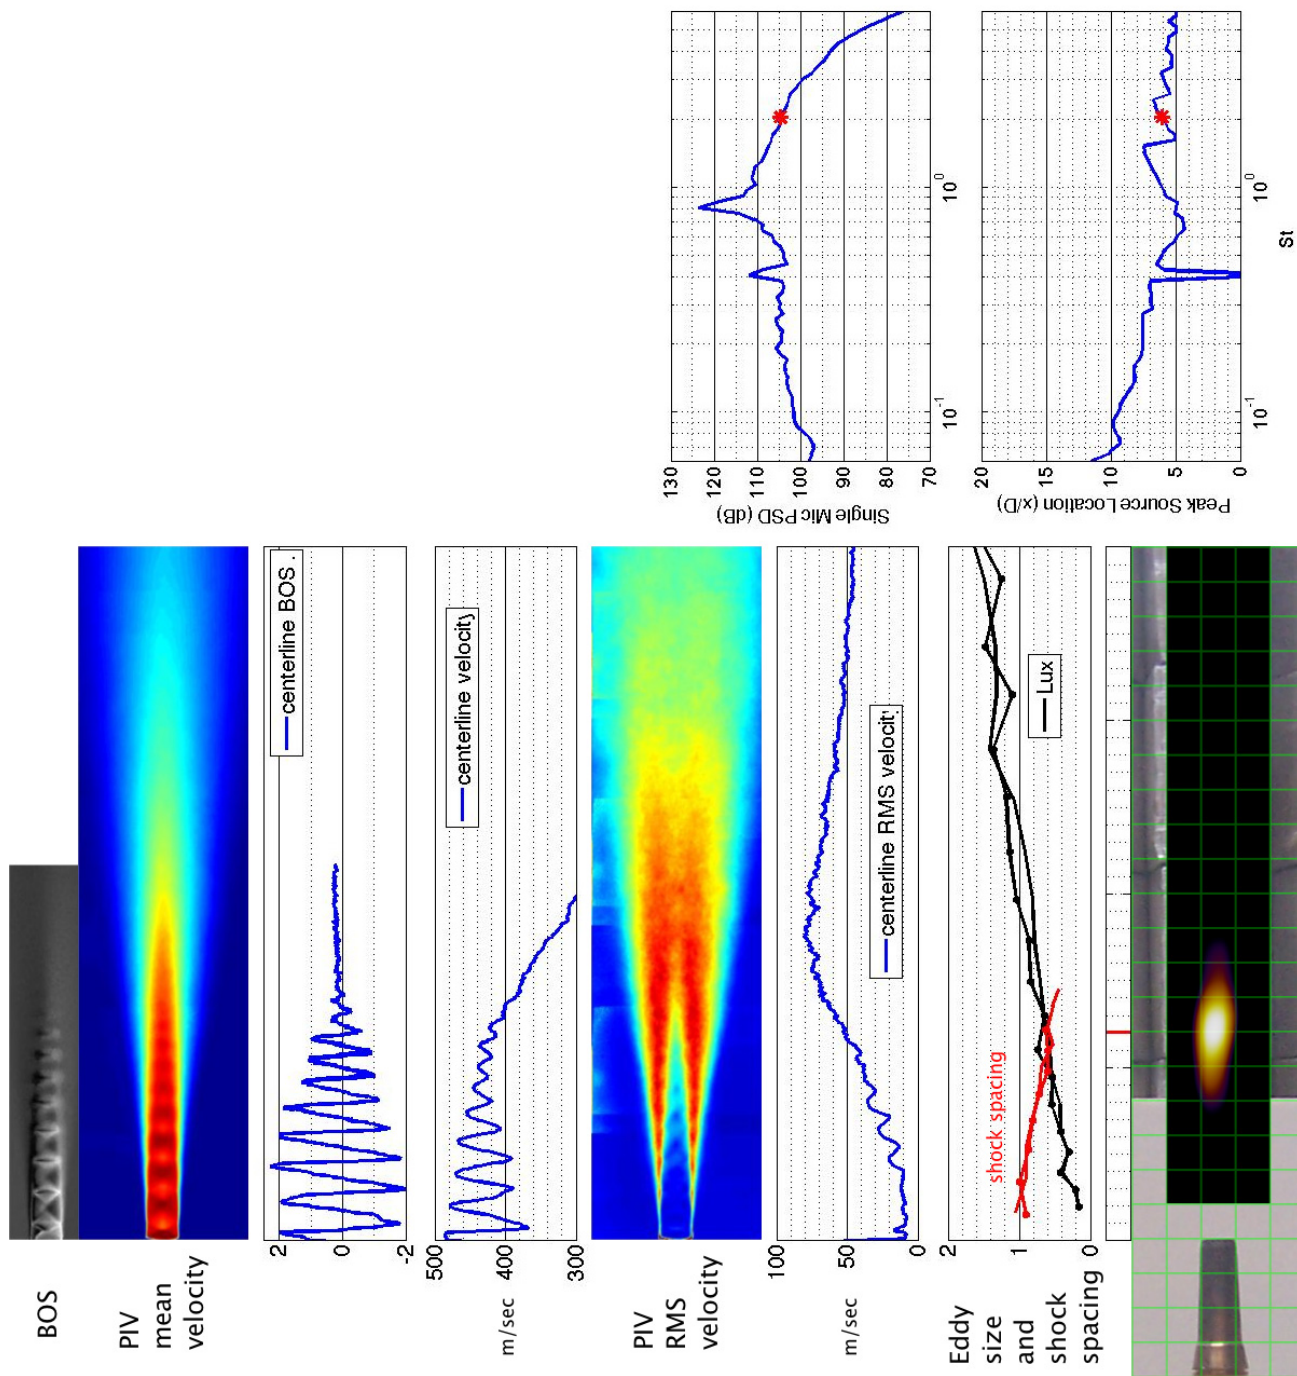 BOS
PIV
mean
velocity
2
0
-2
centerline BOS .
500
400
300
m/sec
centerline velocity
PIV
RMS
velocity
100
50
0
m/sec
centerline RMS velocity
Eddy
size
and
shock
spacing
2
1
0
shock spacing
Lux
130
120
110
100
90
80
70
Single Mic PSD (dB)
10-1
100
20
15
10
5
0
Peak Source Location (x/D)
10-1
100
St